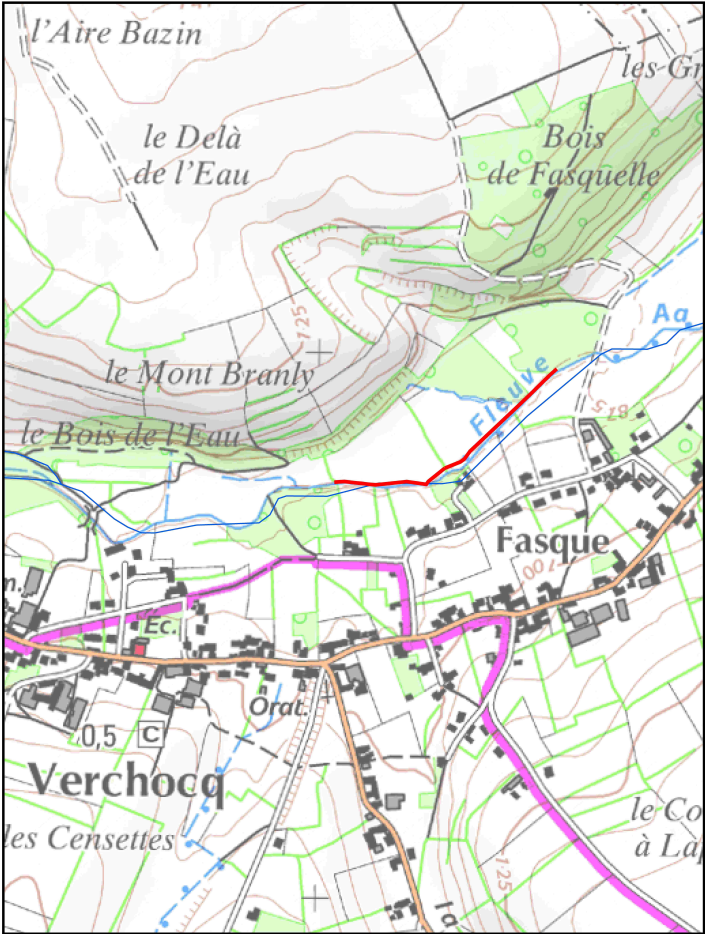 l'Aire Bazin
les Gr
le Delà
de l'Eau
Bois
de Fasquelle
125
Aa
le Mont Branly
Fleuve
le Bois de l'Eau
Fasque
100
m.
Éc.
Orat.
0,5 C
Verchocq
le Co
à La
les Censettes
125